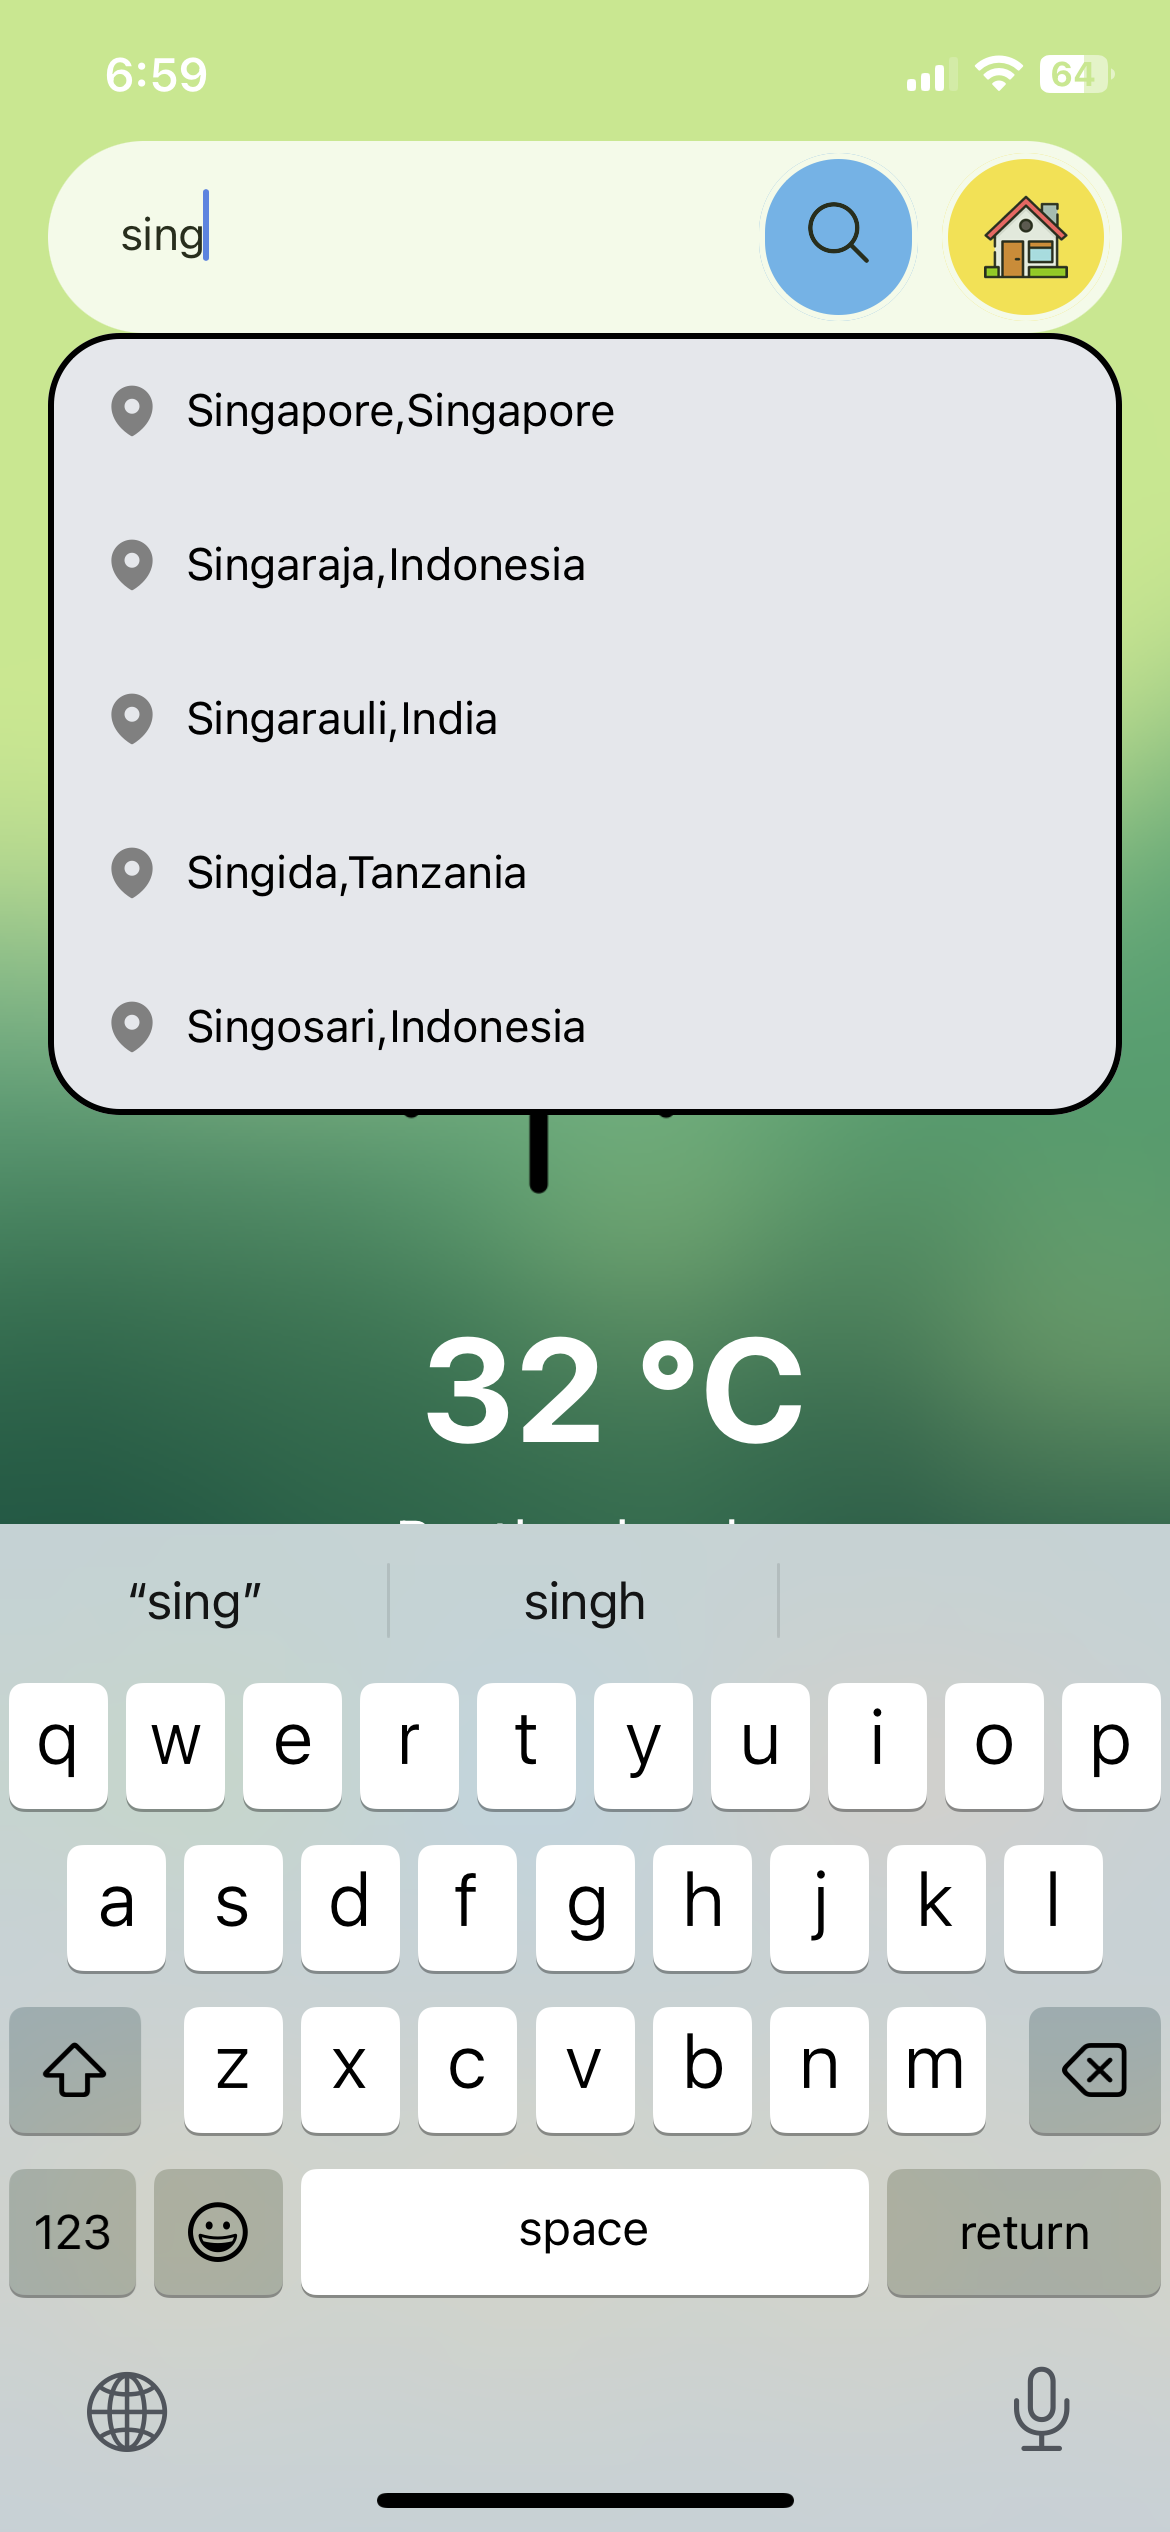 6:59
64
sing
Singapore,Singapore
Singaraja,Indonesia
Singarauli,India
Singida,Tanzania
Singosari,Indonesia
32 °C
“sing” singh
q w e r t y u i o p
a s d f g h j k l
z x c v b n m
123 space return